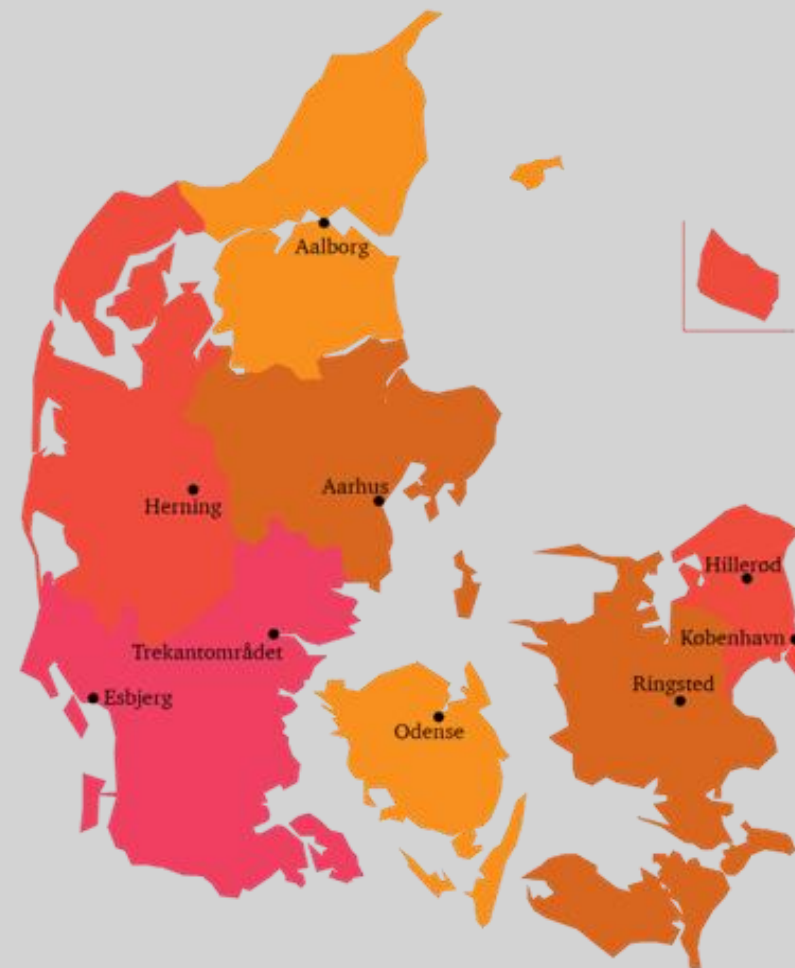 Aalborg
Aarhus
Herning
Hillerød
København
Trekantområdet
Ringsted
Esbjerg
Odense